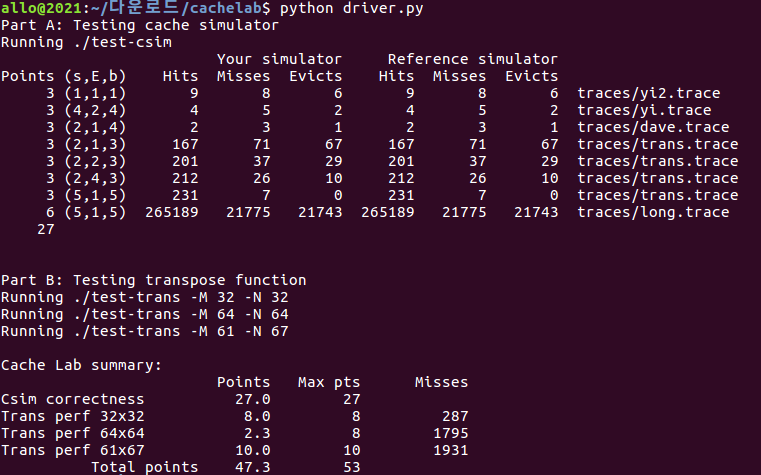 allo@2021:~/다운로드/cachelab$ python driver.py
Part A: Testing cache simulator
Running ./test-csim
                        Your simulator     Reference simulator
Points (s,E,b)    Hits  Misses  Evicts    Hits  Misses  Evicts
     3 (1,1,1)       9       8       6       9       8       6  traces/yi2.trace
     3 (4,2,4)       4       5       2       4       5       2  traces/yi.trace
     3 (2,1,4)       2       3       1       2       3       1  traces/dave.trace
     3 (2,1,3)     167      71      67     167      71      67  traces/trans.trace
     3 (2,2,3)     201      37      29     201      37      29  traces/trans.trace
     3 (2,4,3)     212      26      10     212      26      10  traces/trans.trace
     3 (5,1,5)     231       7       0     231       7       0  traces/trans.trace
     6 (5,1,5)  265189   21775   21743  265189   21775   21743  traces/long.trace
    27
Part B: Testing transpose function
Running ./test-trans -M 32 -N 32
Running ./test-trans -M 64 -N 64
Running ./test-trans -M 61 -N 67
Cache Lab summary:
                        Points   Max pts      Misses
Csim correctness          27.0        27
Trans perf 32x32           8.0         8         287
Trans perf 64x64           2.3         8        1795
Trans perf 61x67          10.0        10        1931
          Total points    47.3        53